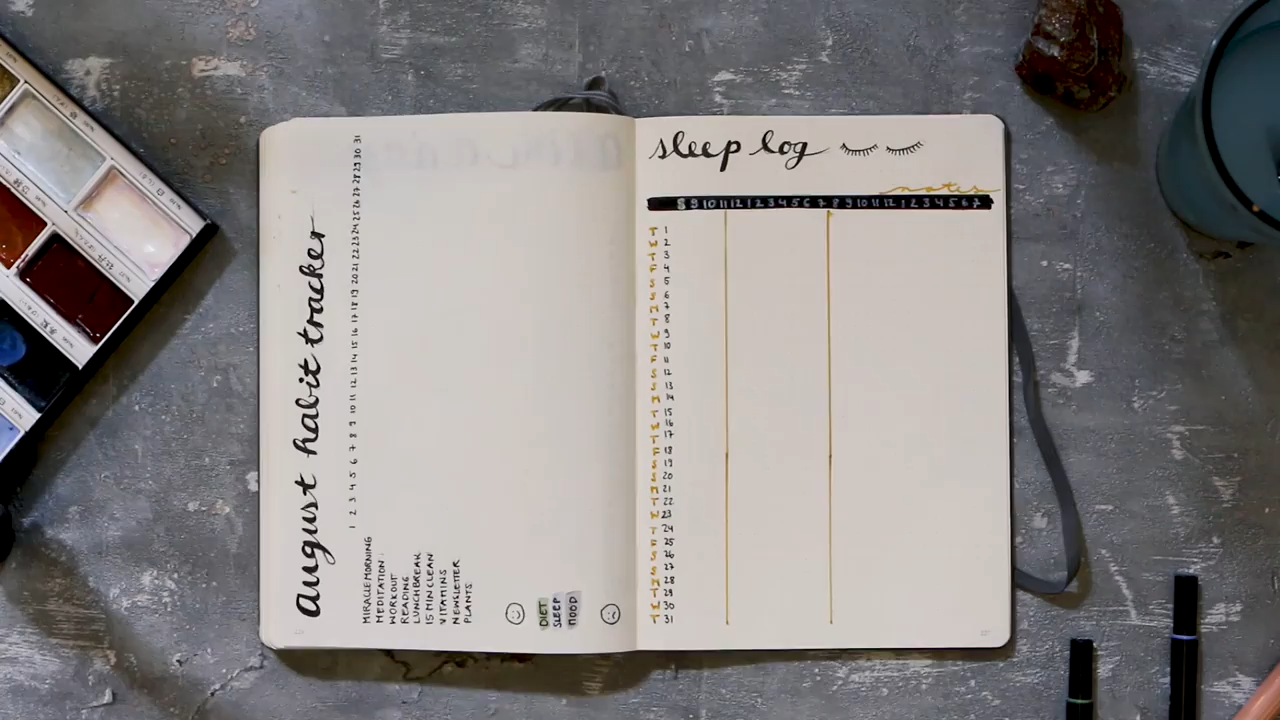 august habit tracker
1 2 3 4 5 6 7 8 9 10 11 12 13 14 15 16 17 18 19 20 21 22 23 24 25 26 27 28 29 30 31
MIRACLE MORNING
MEDITATION
WORKOUT
READING
LUNCHBREAK
15 MIN CLEAN
VITAMINS
NEWSLETTER
PLANTS
DIET
SLEEP
MOOD
sleep log
notes
8 9 10 11 12 1 2 3 4 5 6 7 8 9 10 11 12 1 2 3 4 5 6 7
T 1
W 2
T 3
F 4
S 5
S 6
M 7
T 8
W 9
T 10
F 11
S 12
S 13
M 14
T 15
W 16
T 17
F 18
S 19
S 20
M 21
T 22
W 23
T 24
F 25
S 26
S 27
M 28
T 29
W 30
T 31